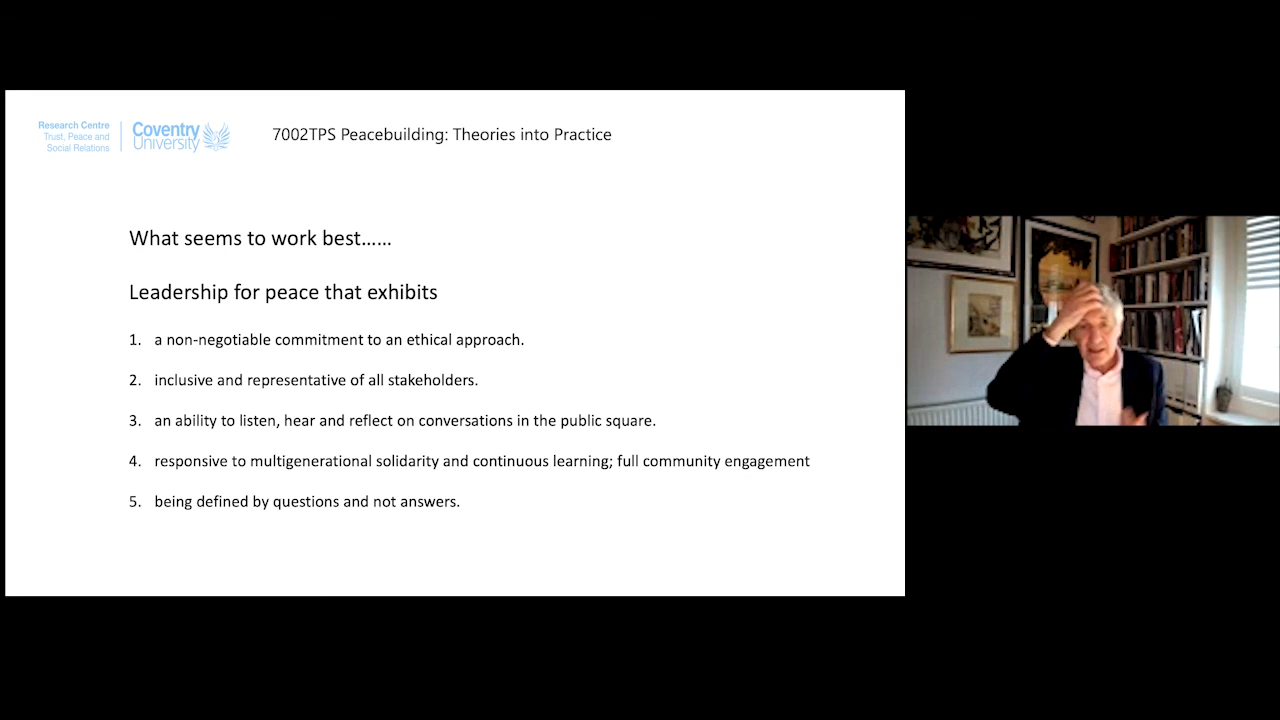 Research Centre
Trust, Peace and
Social Relations
Coventry
University
7002TPS Peacebuilding: Theories into Practice
What seems to work best......
Leadership for peace that exhibits
1. a non-negotiable commitment to an ethical approach.
2. inclusive and representative of all stakeholders.
3. an ability to listen, hear and reflect on conversations in the public square.
4. responsive to multigenerational solidarity and continuous learning; full community engagement
5. being defined by questions and not answers.